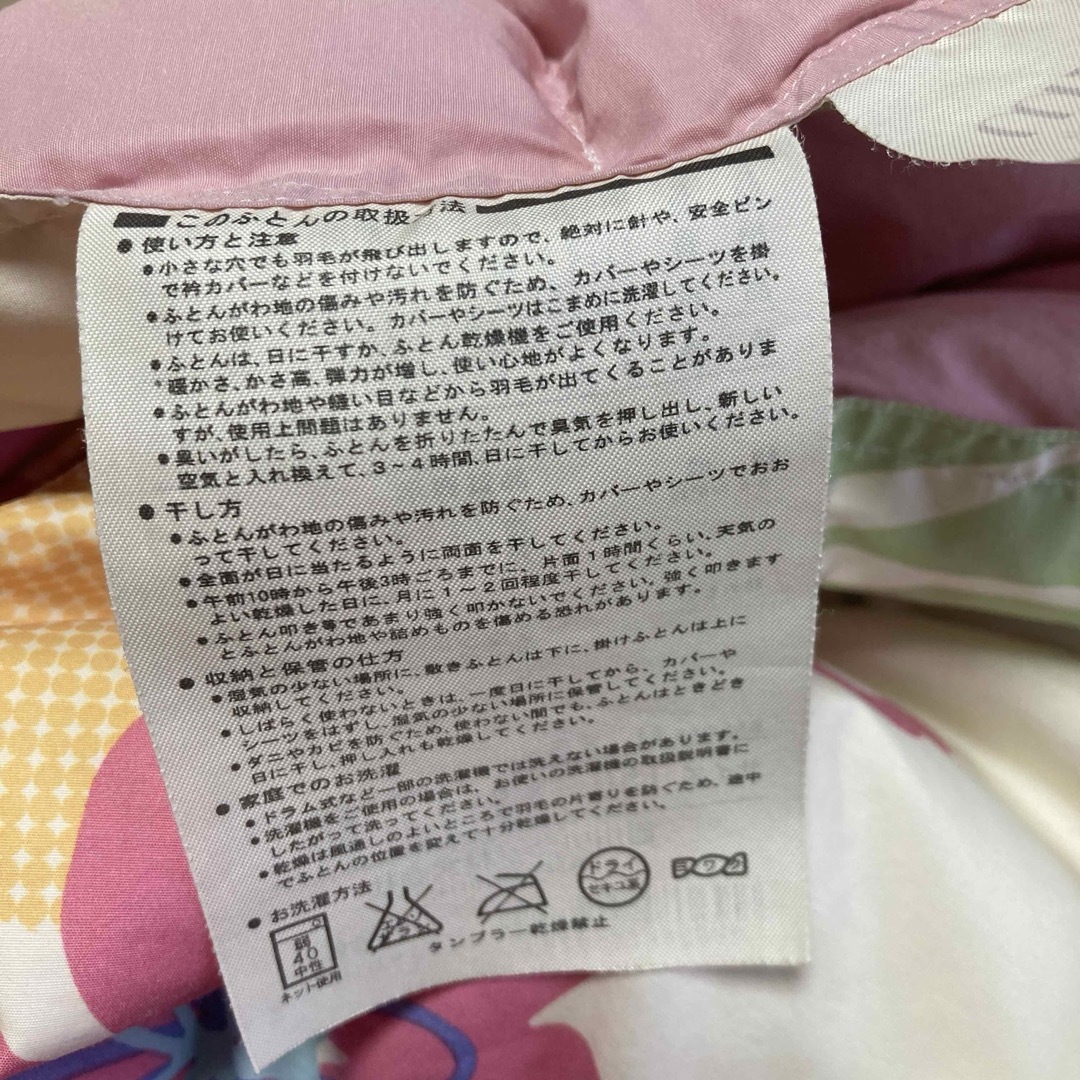 このふとんの取扱方法
● 使い方と注意
●小さな穴でも羽毛が飛び出しますので、絶対に針や、安全ピン
で衿カバーなどを付けないでください。
●ふとんがわ地の傷みや汚れを防ぐため、カバーやシーツを掛
けてお使いください。カバーやシーツはこまめに洗濯してください。
●ふとんは、日に干すか、ふとん乾燥機をご使用ください。
*暖かさ、かさ高、弾力が増し、使い心地がよくなります。
●ふとんがわ地や縫い目などから羽毛が出てくることがありま
すが、使用上問題はありません。
●臭いがしたら、ふとんを折りたたんで臭気を押し出し、新しい
空気と入れ換えて、3～4時間、日に干してからお使いください。
● 干し方
●ふとんがわ地の傷みや汚れを防ぐため、カバーやシーツでおお
って干してください。
●全面が日に当たるように両面を干してください。
●午前10時から午後3時ごろまでに、片面1時間くらい、天気の
よい乾燥した日に、月に1～2回程度干してください。
●ふとん叩き等であまり強く叩かないでください。強く叩きます
とふとんがわ地や詰めものを傷める恐れがあります。
● 収納と保管の仕方
●湿気の少ない場所に、敷きふとんは下に、掛けふとんは上に
収納してください。
●しばらく使わないときは、一度日に干してから、カバーや
シーツをはずし、湿気の少ない場所に保管してください。
●ダニやカビを防ぐため、使わない間でも、ふとんはときどき
日に干し、押し入れも乾燥してください。
● 家庭でのお洗濯
●ドラム式など一部の洗濯機では洗えない場合があります。
●洗濯機をご使用の場合は、お使いの洗濯機の取扱説明書に
したがって洗ってください。
●乾燥は風通しのよいところで羽毛の片寄りを防ぐため、途中
でふとんの位置を変えて十分乾燥してください。
● お洗濯方法
弱
40
中性
ネット使用
エンソ
サラシ
ドライ
セキユ系
ヨワク
タンブラー乾燥禁止